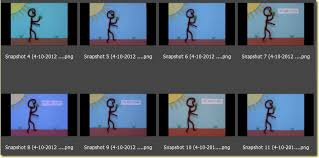 Snapshot 4 (4-10-2012 ....png
Snapshot 5 (4-10-2012 ....png
Snapshot 6 (4-10-2012 ....png
Snapshot 7 (4-10-2012 ....png
Snapshot 8 (4-10-2012 ....png
Snapshot 9 (4-10-2012 ....png
Snapshot 10 (4-10-201....png
Snapshot 11 (4-10-201....png